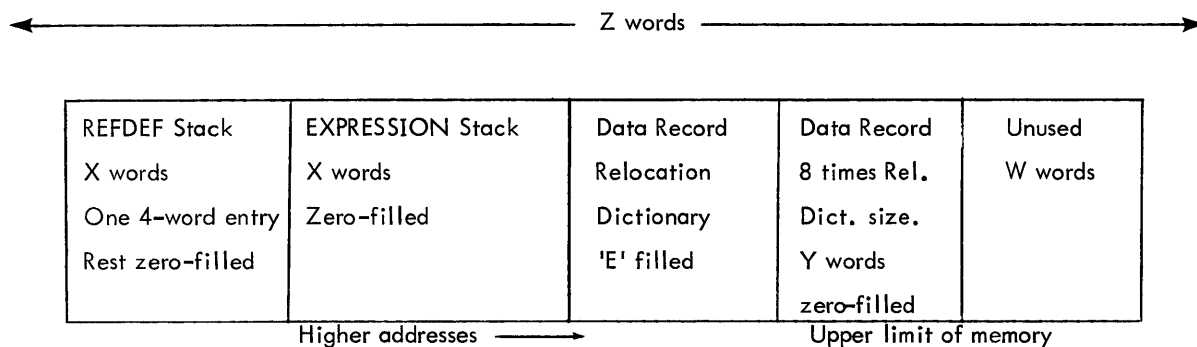 Z words
REFDEF Stack
X words
One 4-word entry
Rest zero-filled
EXPRESSION Stack
X words
Zero-filled
Data Record
Relocation
Dictionary
'E' filled
Data Record
8 times Rel.
Dict. size.
Y words
zero-filled
Unused
W words
Higher addresses
Upper limit of memory